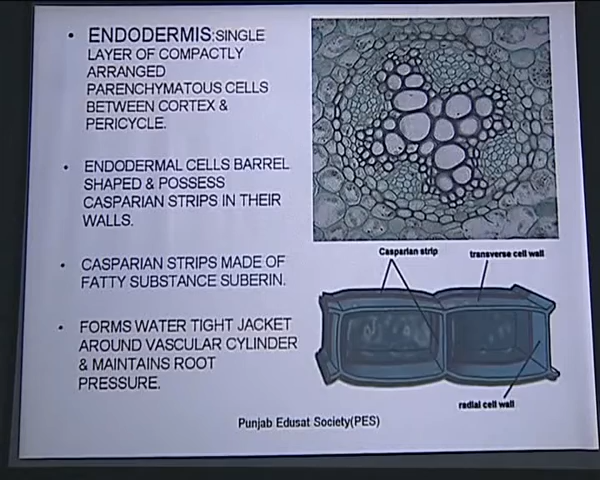 • ENDODERMIS:SINGLE
LAYER OF COMPACTLY
ARRANGED
PARENCHYMATOUS CELLS
BETWEEN CORTEX &
PERICYCLE.
• ENDODERMAL CELLS BARREL
SHAPED & POSSESS
CASPARIAN STRIPS IN THEIR
WALLS.
• CASPARIAN STRIPS MADE OF
FATTY SUBSTANCE SUBERIN.
• FORMS WATER TIGHT JACKET
AROUND VASCULAR CYLINDER
& MAINTAINS ROOT
PRESSURE.
Casparian strip
transverse cell wall
radial cell wall
Punjab Edusat Society(PES)